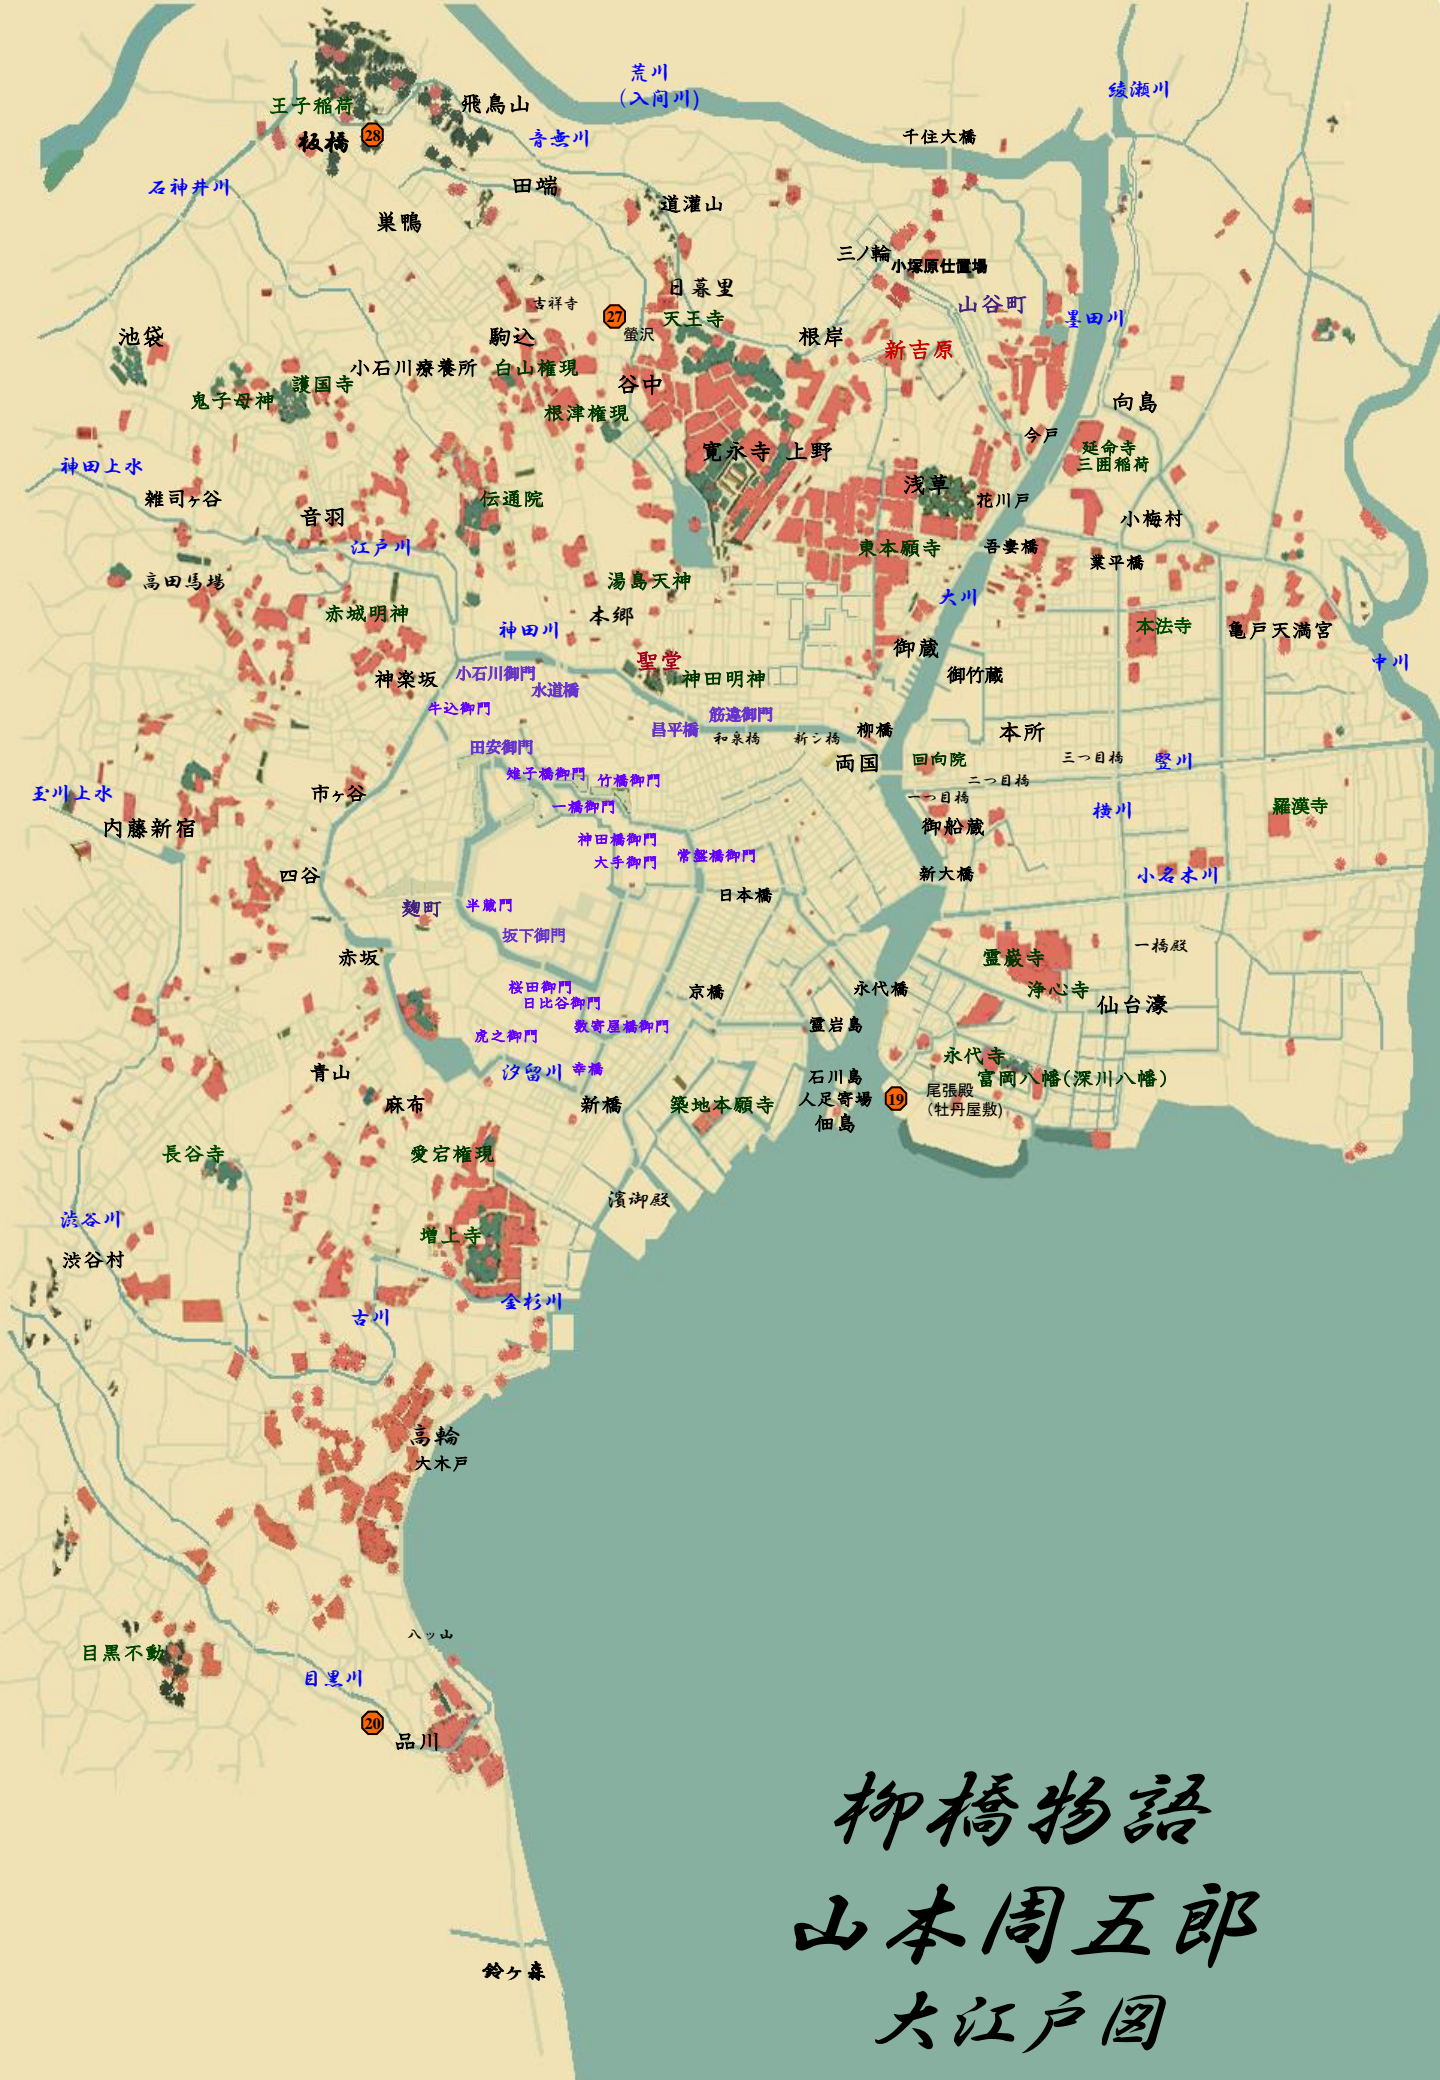 荒川
(入间川)
綾瀬川
王子稲荷
飛鳥山
28
板橋
音無川
千住大橋
石神井川
田端
道灌山
巣鴨
三ノ輪
小塚原仕置場
日暮里
吉祥寺
山谷町
27
天王寺
墨田川
螢沢
池袋
駒込
根岸
新吉原
小石川療養所
白山権現
護国寺
谷中
鬼子母神
根津権現
向島
今戸
延命寺
三囲稲荷
寛永寺
上野
神田上水
浅草
雑司ヶ谷
伝通院
花川戸
音羽
小梅村
江戸川
東本願寺
吾妻橋
業平橋
高田馬場
湯島天神
大川
赤城明神
本郷
神田川
本法寺
亀戸天満宮
御蔵
聖堂
中川
神楽坂
小石川御門
神田明神
御竹蔵
水道橋
牛込御門
筋違御門
昌平橋
和泉橋
新シ橋
柳橋
本所
田安御門
両国
回向院
三つ目橋
竪川
雉子橋御門
竹橋御門
二つ目橋
玉川上水
市ヶ谷
一つ目橋
一橋御門
横川
羅漢寺
内藤新宿
御船蔵
神田橋御門
大手御門
常盤橋御門
四谷
新大橋
小名木川
日本橋
麹町
半蔵門
坂下御門
一橋殿
赤坂
霊巌寺
桜田御門
京橋
永代橋
浄心寺
日比谷御門
仙台濠
数寄屋橋御門
霊岩島
虎之御門
永代寺
青山
汐留川
幸橋
石川島
富岡八幡(深川八幡)
人足寄場
19
尾張殿
(牡丹屋敷)
麻布
新橋
築地本願寺
佃島
長谷寺
愛宕権現
濱御殿
渋谷川
増上寺
渋谷村
金杉川
古川
高輪
大木戸
八ッ山
目黒不動
目黒川
20
品川
柳橋物語
山本周五郎
鈴ヶ森
大江戸図